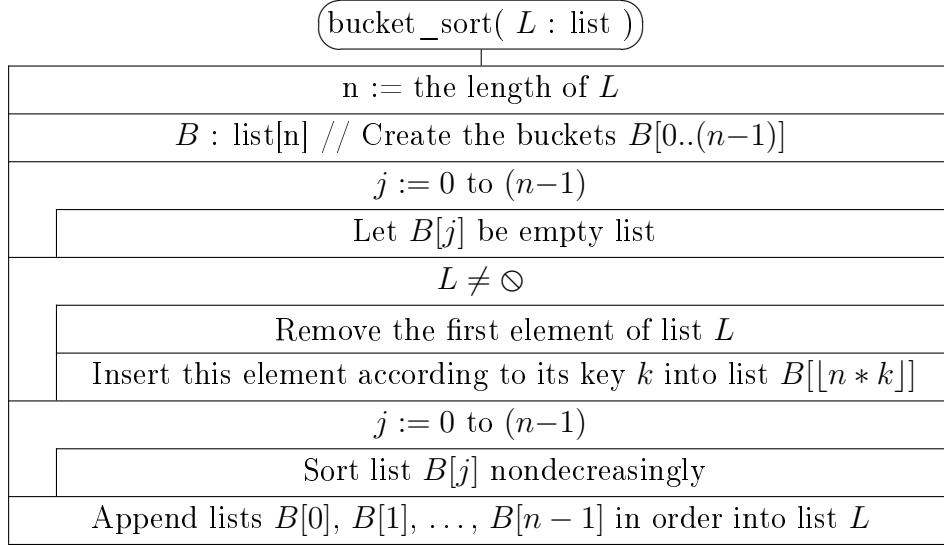 bucket_sort( L : list )
n := the length of L
B : list[n] // Create the buckets B[0..(n−1)]
j := 0 to (n−1)
Let B[j] be empty list
L ≠ ⦸
Remove the first element of list L
Insert this element according to its key k into list B[⌊n ∗ k⌋]
j := 0 to (n−1)
Sort list B[j] nondecreasingly
Append lists B[0], B[1], . . . , B[n − 1] in order into list L